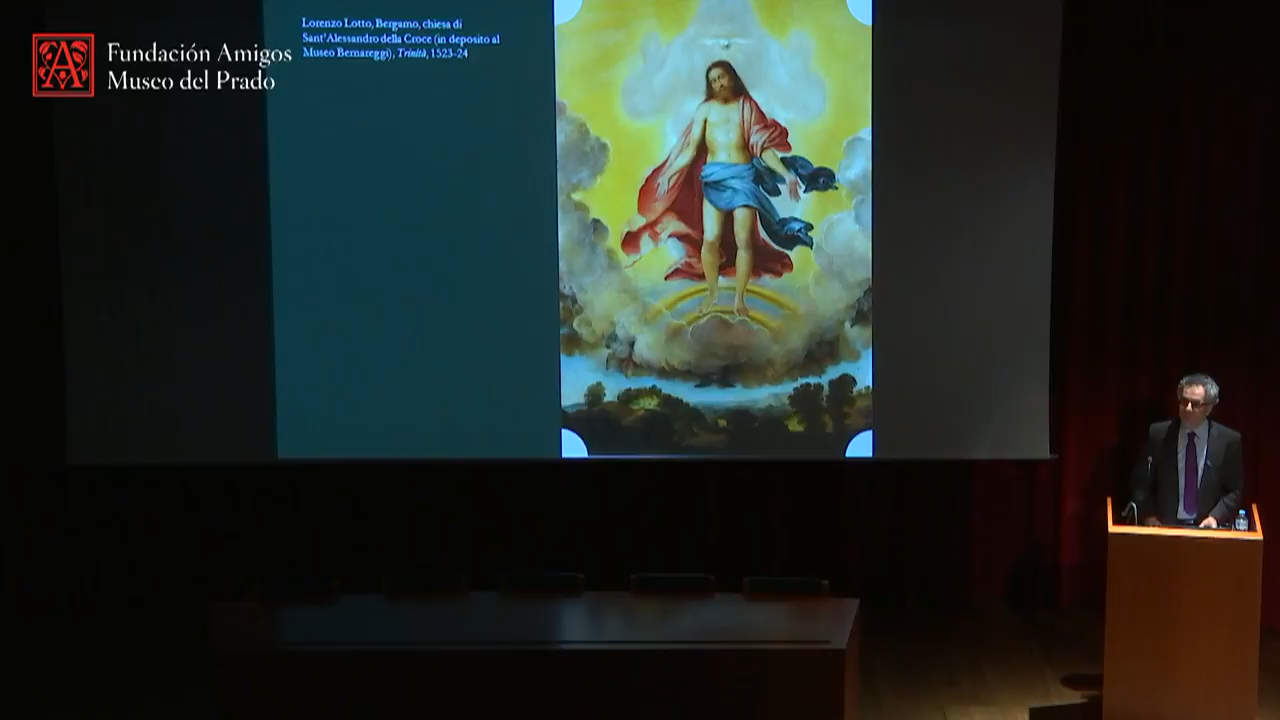 Fundación Amigos
Museo del Prado
Lorenzo Lotto, Bergamo, chiesa di
Sant'Alessandro della Croce (in deposito al
Museo Bernareggi), Trinità, 1523-24